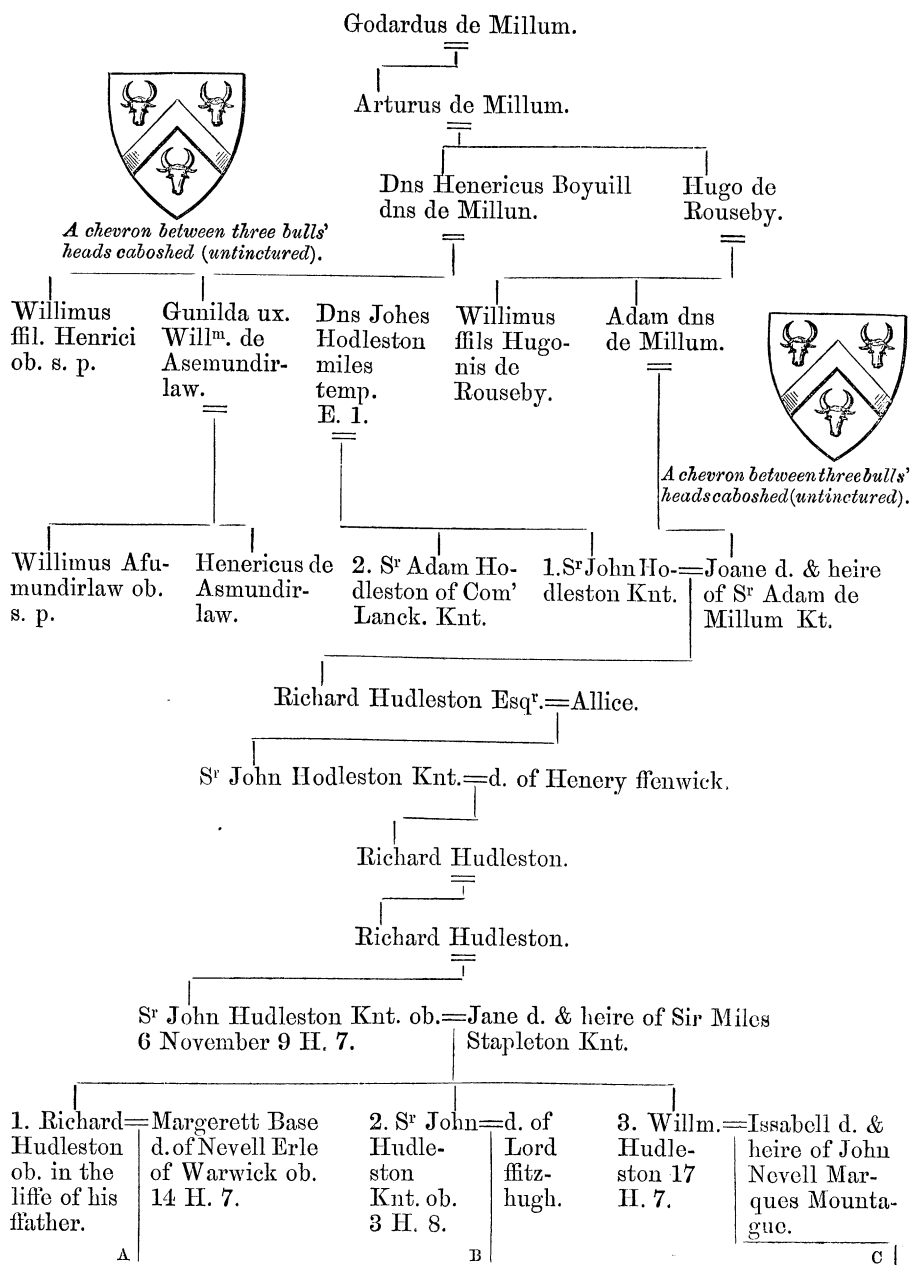 Godardus de Millum.
Arturus de Millum.
A chevron between three bulls'
heads caboshed (untinctured).
Dns Henericus Boyuill
dns de Millun.
Hugo de
Rouseby.
Willimus
ffil. Henrici
ob. s. p.
Gunilda ux.
Willm. de
Asemundir-
law.
Dns Johes
Hodleston
miles
temp.
E. 1.
Willimus
ffils Hugo-
nis de
Rouseby.
Adam dns
de Millum.
A chevron between three bulls'
heads caboshed (untinctured).
Willimus Afu-
mundirlaw ob.
s. p.
Henericus de
Asmundir-
law.
2. Sr Adam Ho-
dleston of Com'
Lanck. Knt.
1. Sr John Ho-
dleston Knt.
=Joane d. & heire
of Sr Adam de
Millum Kt.
Richard Hudleston Esqr.=Allice.
Sr John Hodleston Knt.=d. of Henery ffenwick.
Richard Hudleston.
Richard Hudleston.
Sr John Hudleston Knt. ob.=Jane d. & heire of Sir Miles
6 November 9 H. 7. Stapleton Knt.
1. Richard=
Hudleston
ob. in the
liffe of his
ffather.
Margerett Base
d. of Nevell Erle
of Warwick ob.
14 H. 7.
2. Sr John=
Hudle-
ston
Knt. ob.
3 H. 8.
d. of
Lord
ffitz-
hugh.
3. Willm.=
Hudle-
ston 17
H. 7.
Issabell d. &
heire of John
Nevell Mar-
ques Mounta-
gue.
A B C